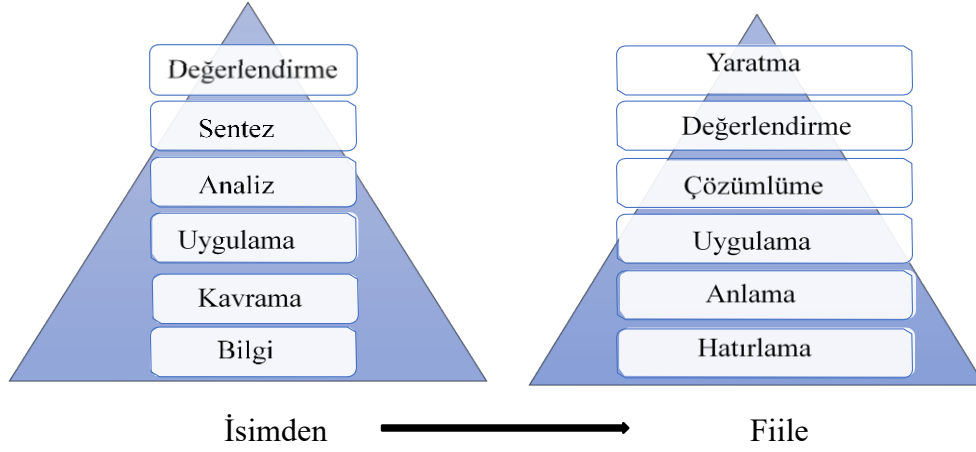 Değerlendirme
Sentez
Analiz
Uygulama
Kavrama
Bilgi
Yaratma
Değerlendirme
Çözümlüme
Uygulama
Anlama
Hatırlama
İsimden
Fiile